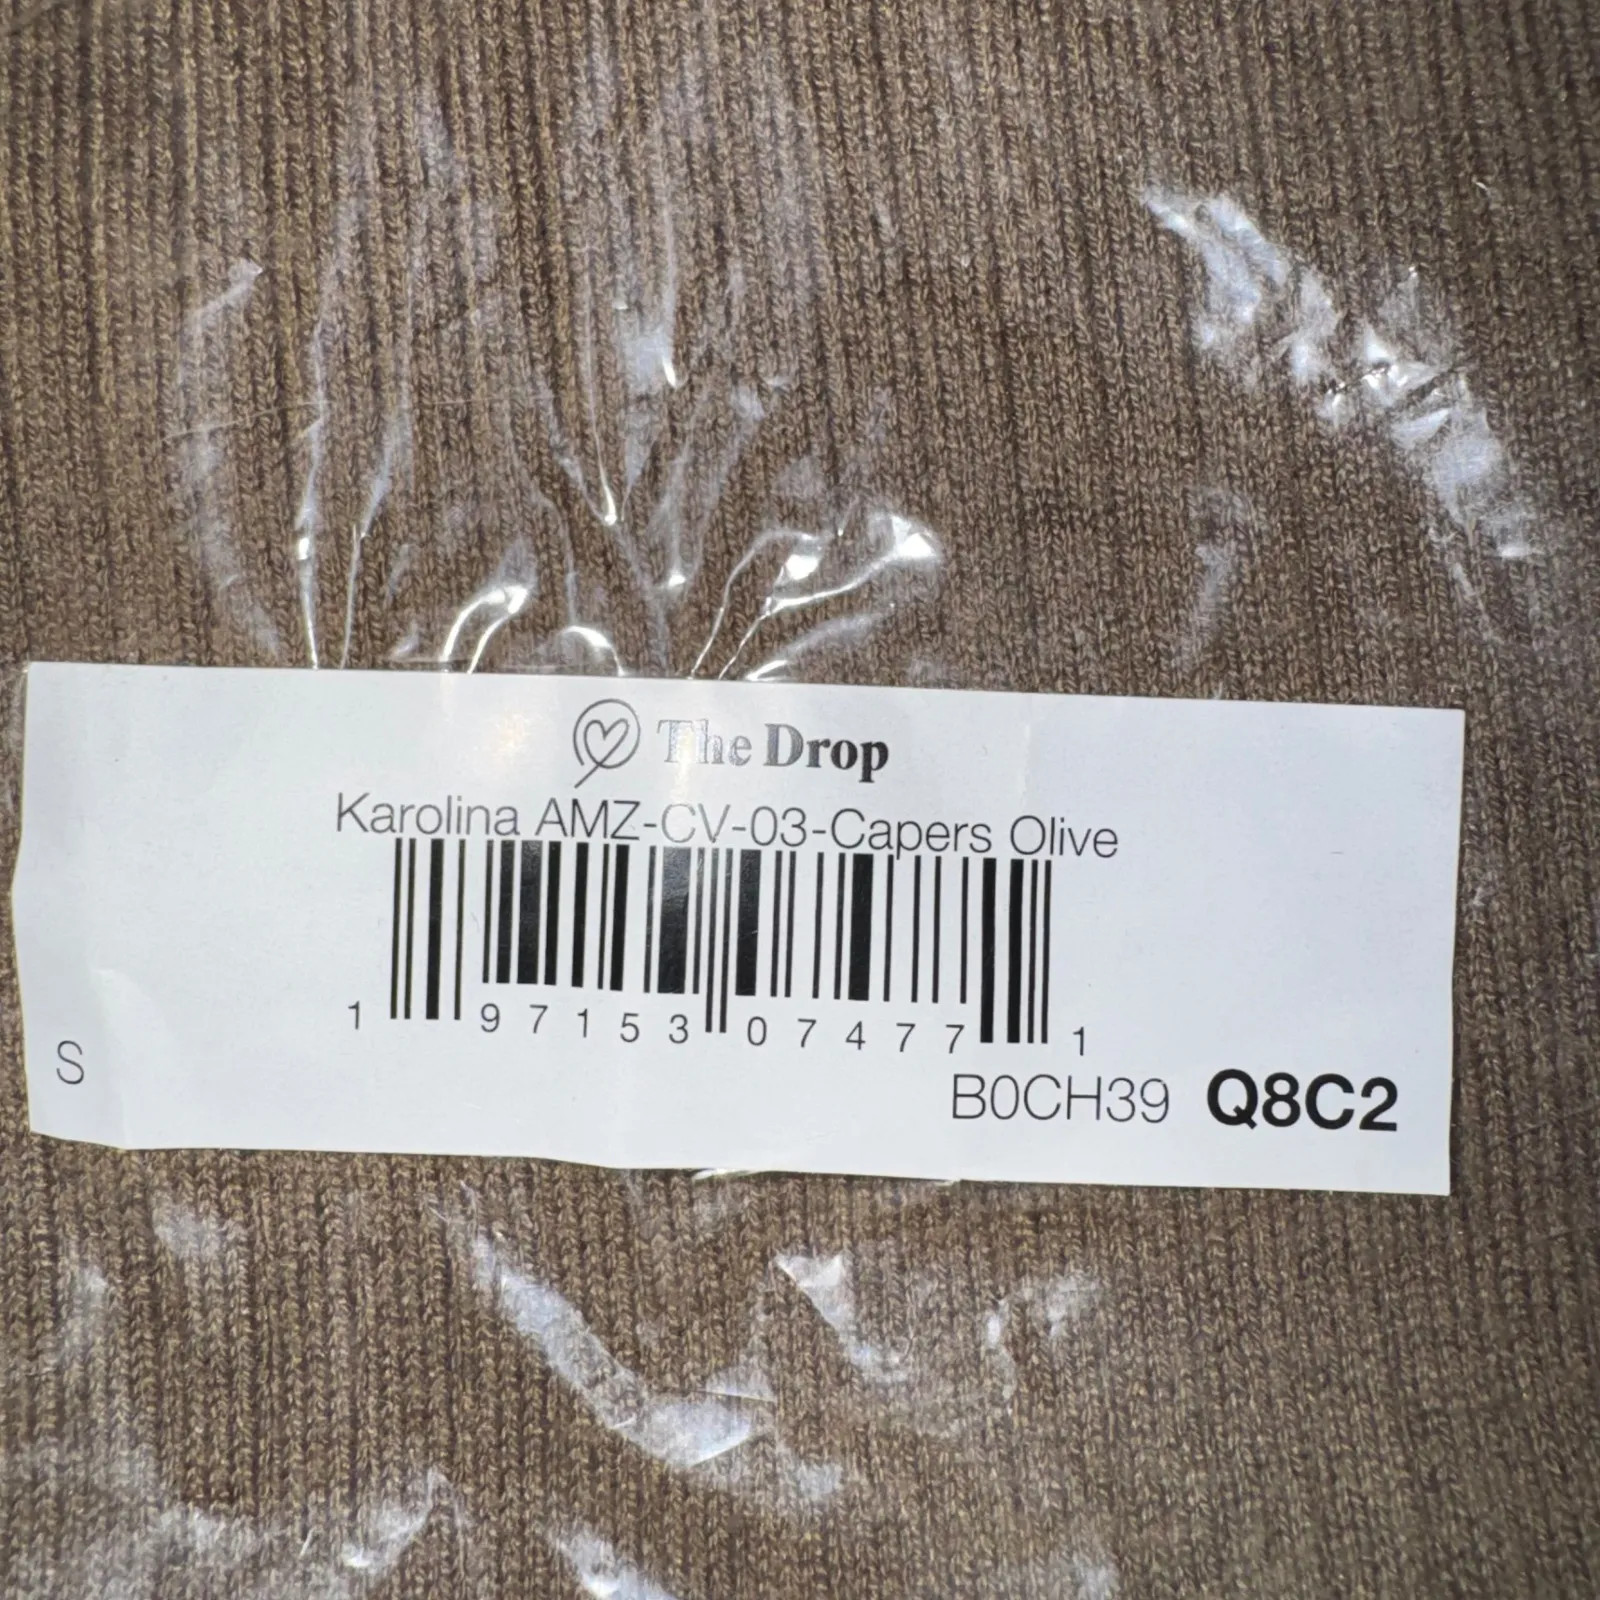 The Drop
Karolina AMZ-CV-03-Capers Olive
1 97153 07477 1
S
B0CH39 Q8C2